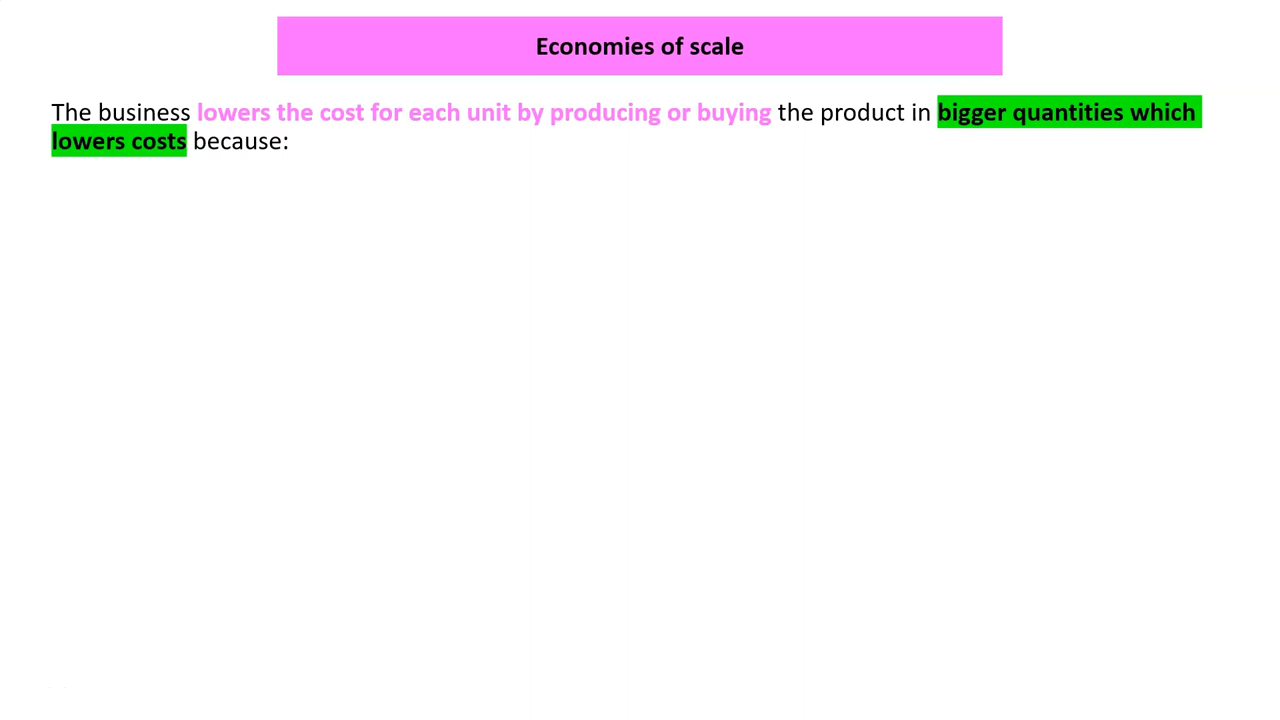 Economies of scale
The business lowers the cost for each unit by producing or buying the product in bigger quantities which
lowers costs because: